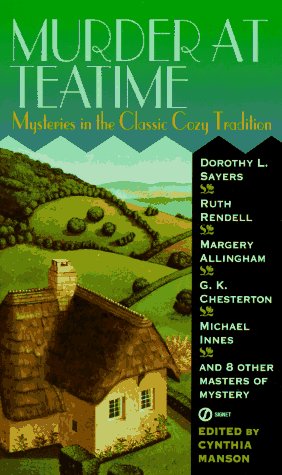 MURDER AT
TEATIME
Mysteries in the Classic Cozy Tradition
DOROTHY L.
SAYERS
RUTH
RENDELL
MARGERY
ALLINGHAM
G. K.
CHESTERTON
MICHAEL
INNES
AND 8 OTHER
MASTERS OF
MYSTERY
SIGNET
EDITED BY
CYNTHIA
MANSON